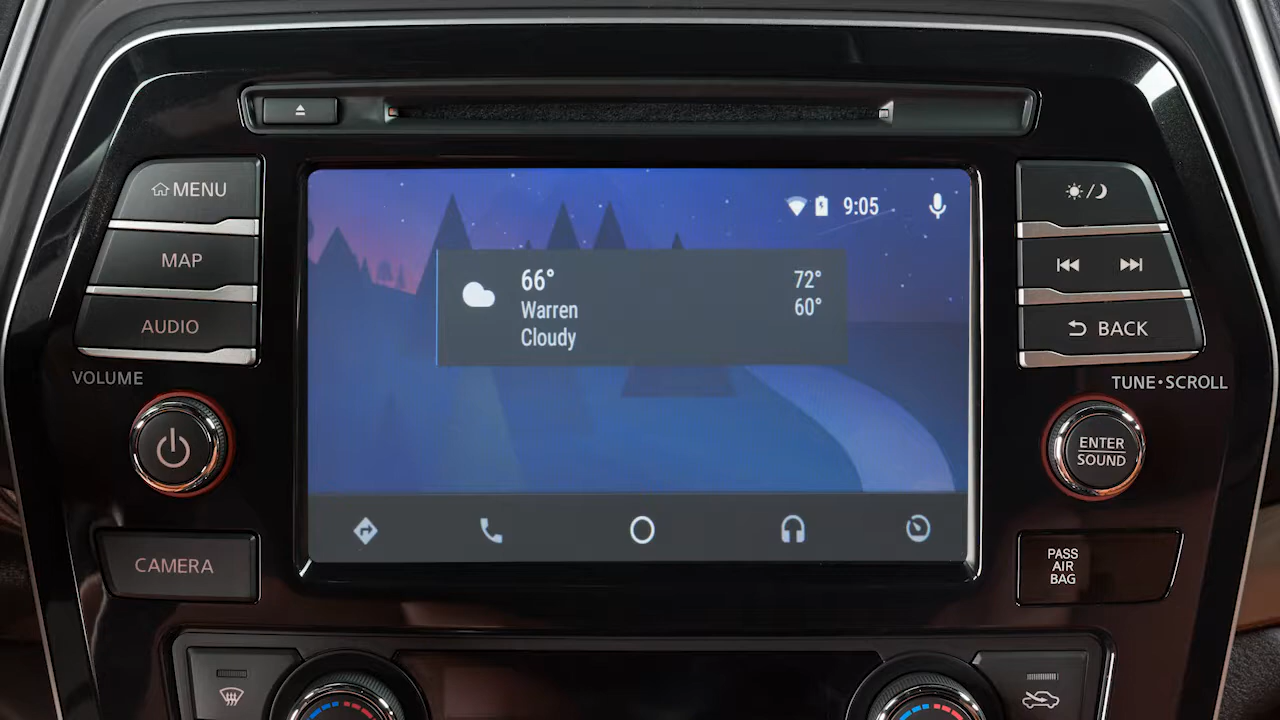 MENU
MAP
AUDIO
VOLUME
CAMERA
9:05
66°
Warren
Cloudy
72°
60°
BACK
TUNE•SCROLL
ENTER
SOUND
PASS
AIR
BAG